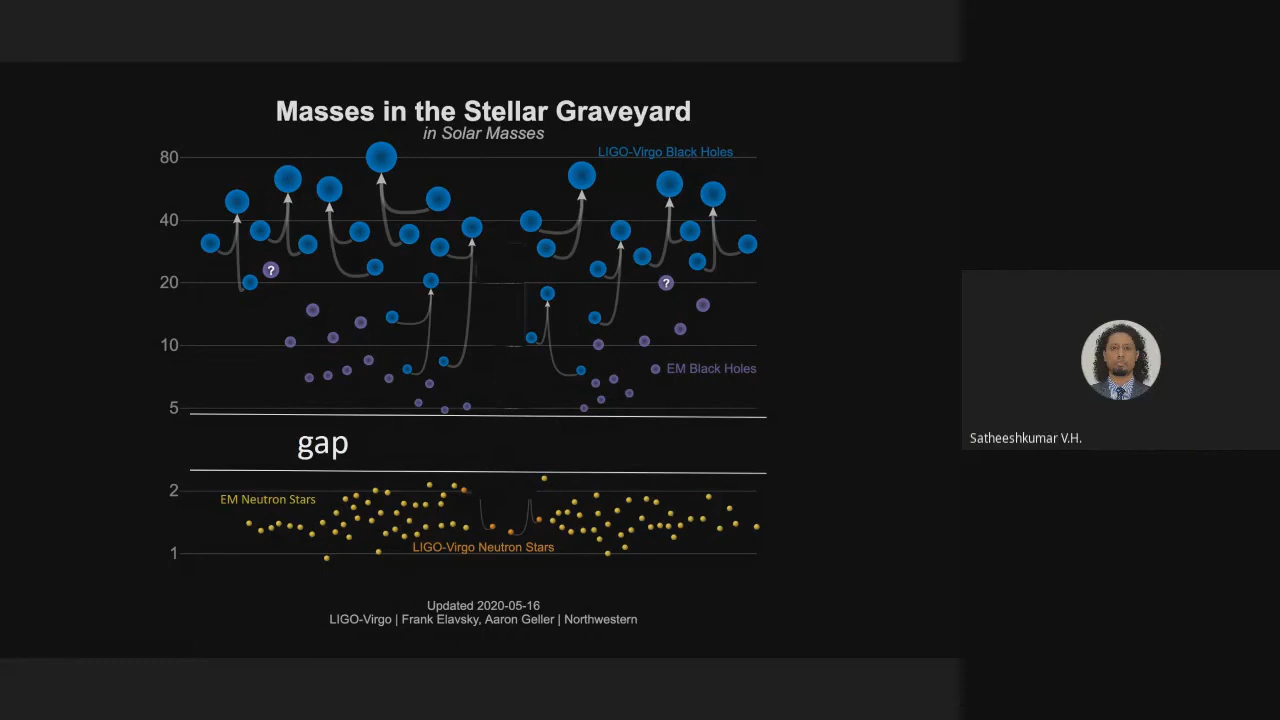 Masses in the Stellar Graveyard
in Solar Masses
80
LIGO-Virgo Black Holes
40
?
20
?
10
EM Black Holes
5
gap
Satheeshkumar V.H.
2
EM Neutron Stars
LIGO-Virgo Neutron Stars
1
Updated 2020-05-16
LIGO-Virgo | Frank Elavsky, Aaron Geller | Northwestern